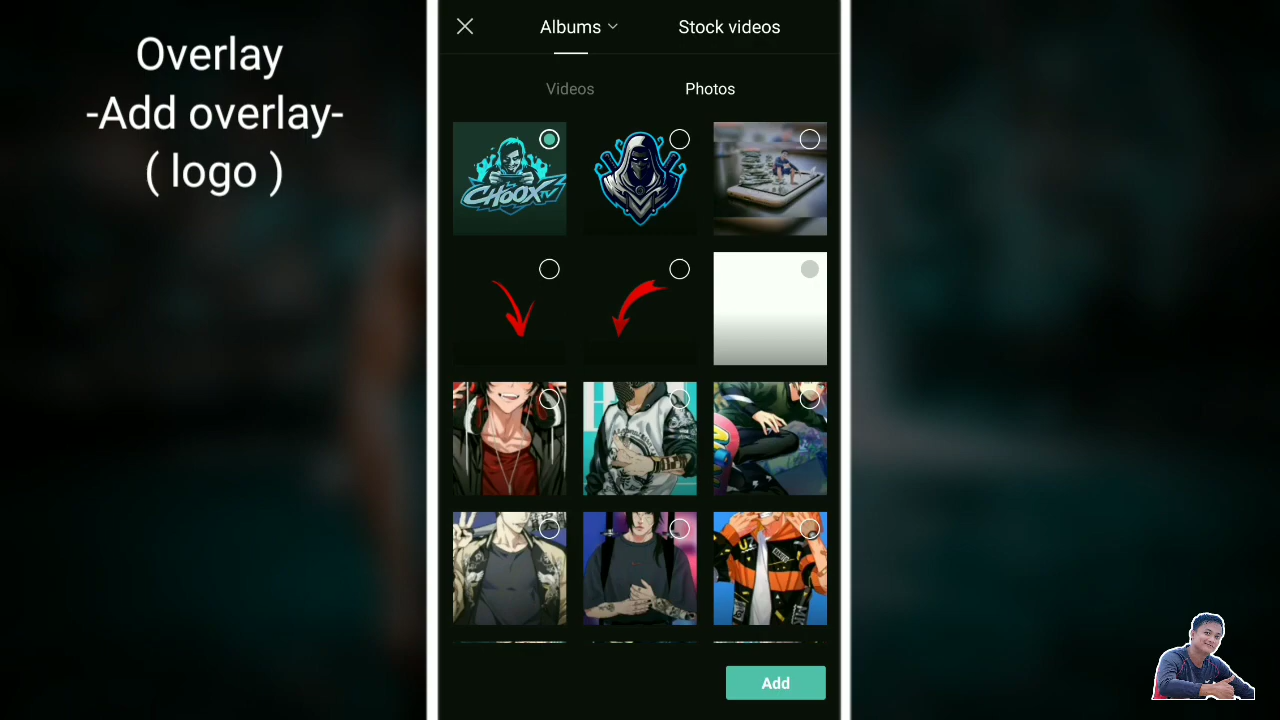 Overlay
-Add overlay-
( logo )
Albums
Stock videos
Videos
Photos
CHOOX TV
Add